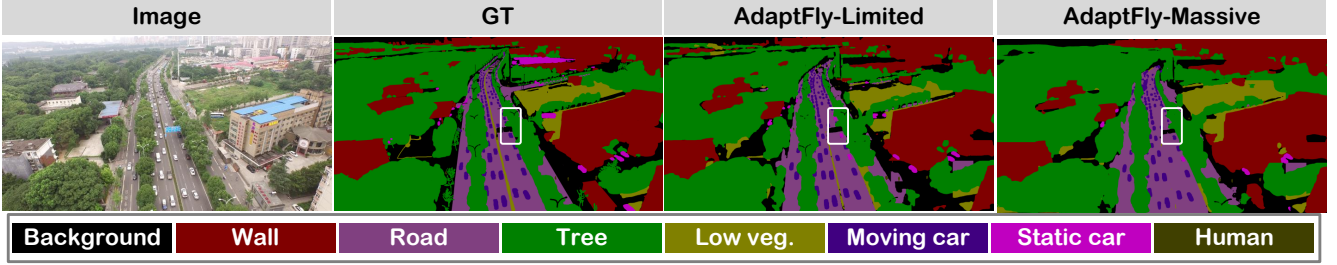 Image GT AdaptFly-Limited AdaptFly-Massive
Background Wall Road Tree Low veg. Moving car Static car Human